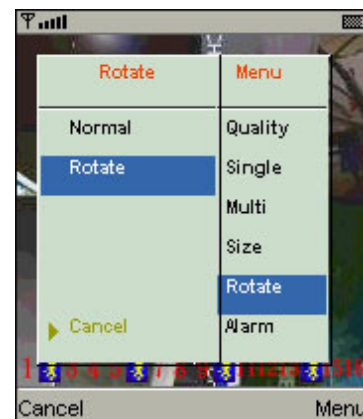 Rotate
Menu
Normal
Rotate
Cancel
Quality
Single
Multi
Size
Rotate
Alarm
Cancel
Menu